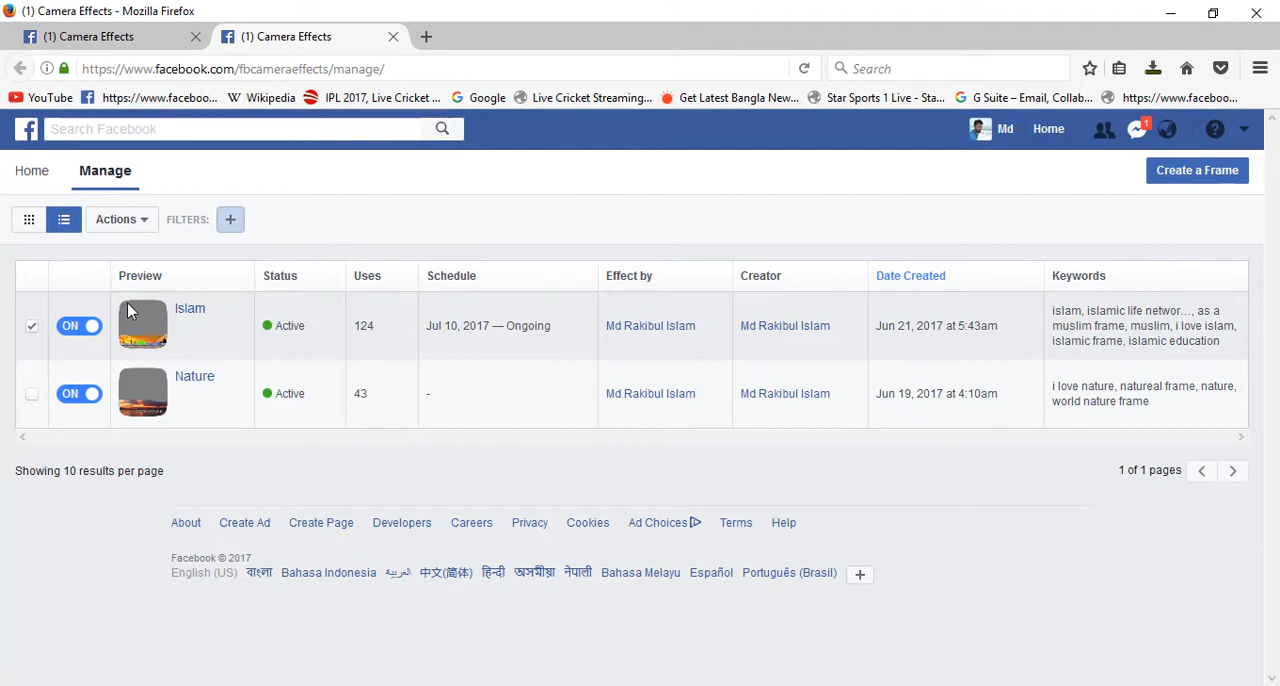 (1) Camera Effects - Mozilla Firefox
(1) Camera Effects
(1) Camera Effects
https://www.facebook.com/fbcameraeffects/manage/
Search
YouTube
https://www.faceboo...
Wikipedia
IPL 2017, Live Cricket ...
Google
Live Cricket Streaming...
Get Latest Bangla New...
Star Sports 1 Live - Sta...
G Suite – Email, Collab...
https://www.faceboo...
Search Facebook
Md
Home
1
Home
Manage
Create a Frame
Actions
FILTERS:
Preview Status Uses Schedule Effect by Creator Date Created Keywords
ON Islam Active 124 Jul 10, 2017 — Ongoing Md Rakibul Islam Md Rakibul Islam Jun 21, 2017 at 5:43am
islam, islamic life networ..., as a
muslim frame, muslim, i love islam,
islamic frame, islamic education
ON Nature Active 43 - Md Rakibul Islam Md Rakibul Islam Jun 19, 2017 at 4:10am
i love nature, natureal frame, nature,
world nature frame
Showing 10 results per page
1 of 1 pages
About Create Ad Create Page Developers Careers Privacy Cookies Ad Choices Terms Help
Facebook © 2017
English (US) বাংলা Bahasa Indonesia العربية 中文(简体) हिन्दी অসমীয়া नेपाली Bahasa Melayu Español Português (Brasil)